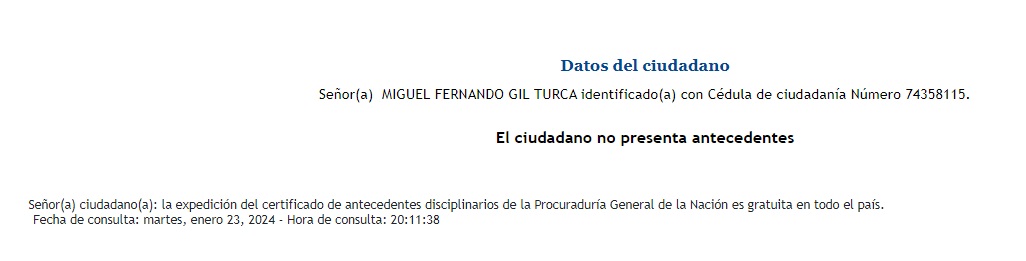 Datos del ciudadano
Señor(a) MIGUEL FERNANDO GIL TURCA identificado(a) con Cédula de ciudadanía Número 74358115.
El ciudadano no presenta antecedentes
Señor(a) ciudadano(a): la expedición del certificado de antecedentes disciplinarios de la Procuraduría General de la Nación es gratuita en todo el país.
Fecha de consulta: martes, enero 23, 2024 - Hora de consulta: 20:11:38